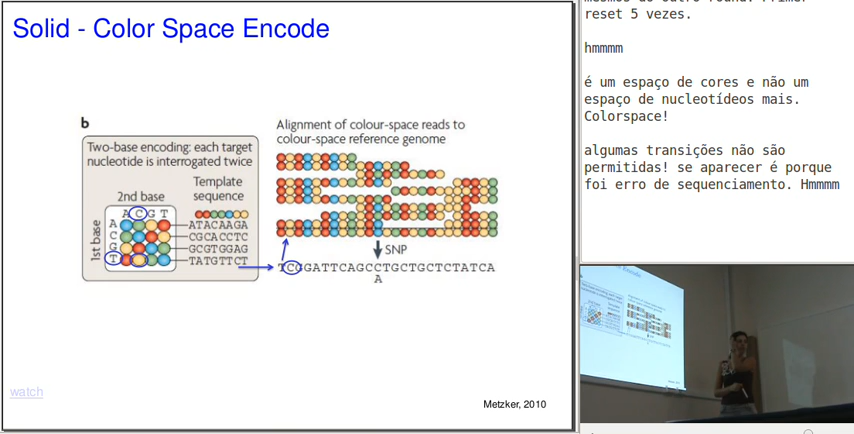 Solid - Color Space Encode
b
Two-base encoding: each target
nucleotide is interrogated twice
2nd base
Template
sequence
A C G T
1st base
A
C
G
T
ATACAAGA
CGCACCTC
GCGTGGAG
TATGTTCT
Alignment of colour-space reads to
colour-space reference genome
SNP
TCGGATTCAGCCTGCTGCTCTATCA
A
watch
Metzker, 2010
reset 5 vezes.
hmmmm
é um espaço de cores e não um
espaço de nucleotídeos mais.
Colorspace!
algumas transições não são
permitidas! se aparecer é porque
foi erro de sequenciamento. Hmmmm